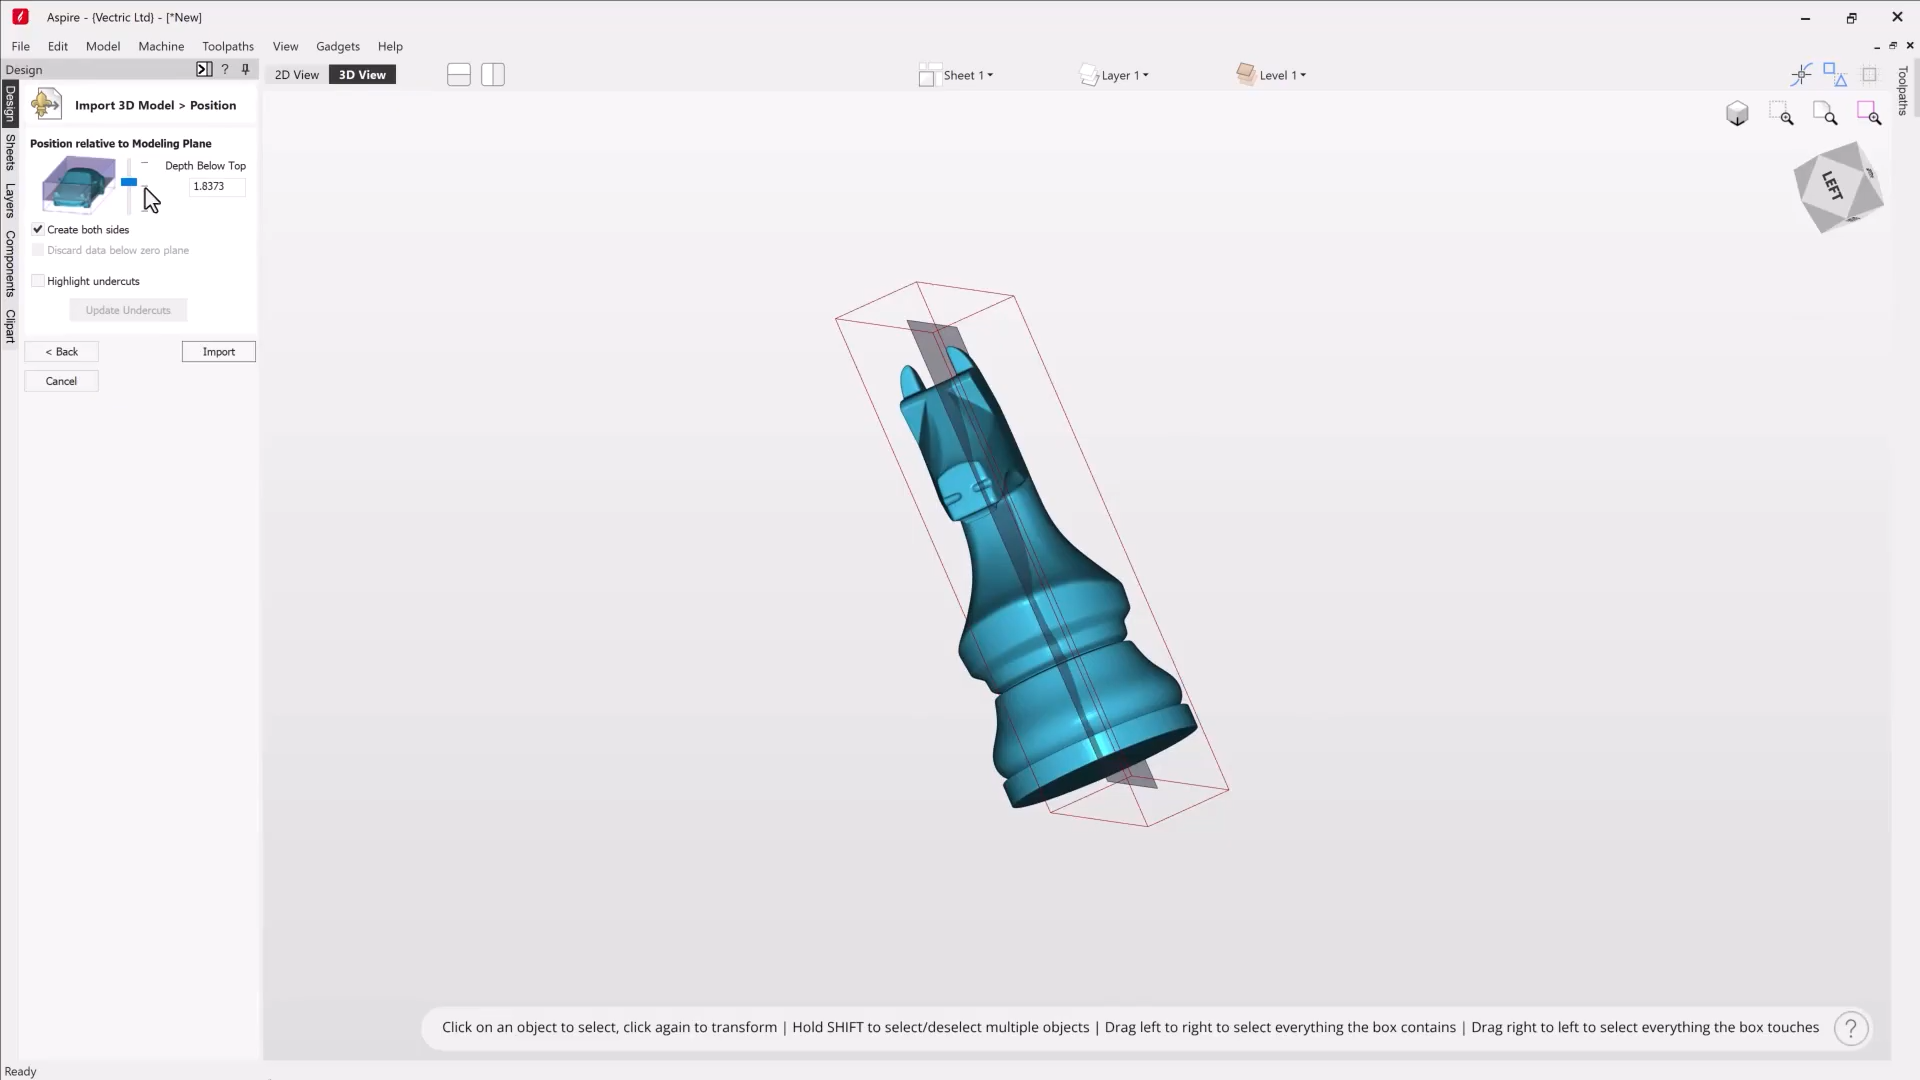 Aspire - {Vectric Ltd} - [*New]
File Edit Model Machine Toolpaths View Gadgets Help
Design
2D View 3D View Sheet 1 Layer 1 Level 1
Import 3D Model > Position
Position relative to Modeling Plane
Depth Below Top
1.8373
Create both sides
Discard data below zero plane
Highlight undercuts
Update Undercuts
< Back Import
Cancel
Design
Sheets
Layers
Components
Clipart
Toolpaths
LEFT
Click on an object to select, click again to transform | Hold SHIFT to select/deselect multiple objects | Drag left to right to select everything the box contains | Drag right to left to select everything the box touches
Ready